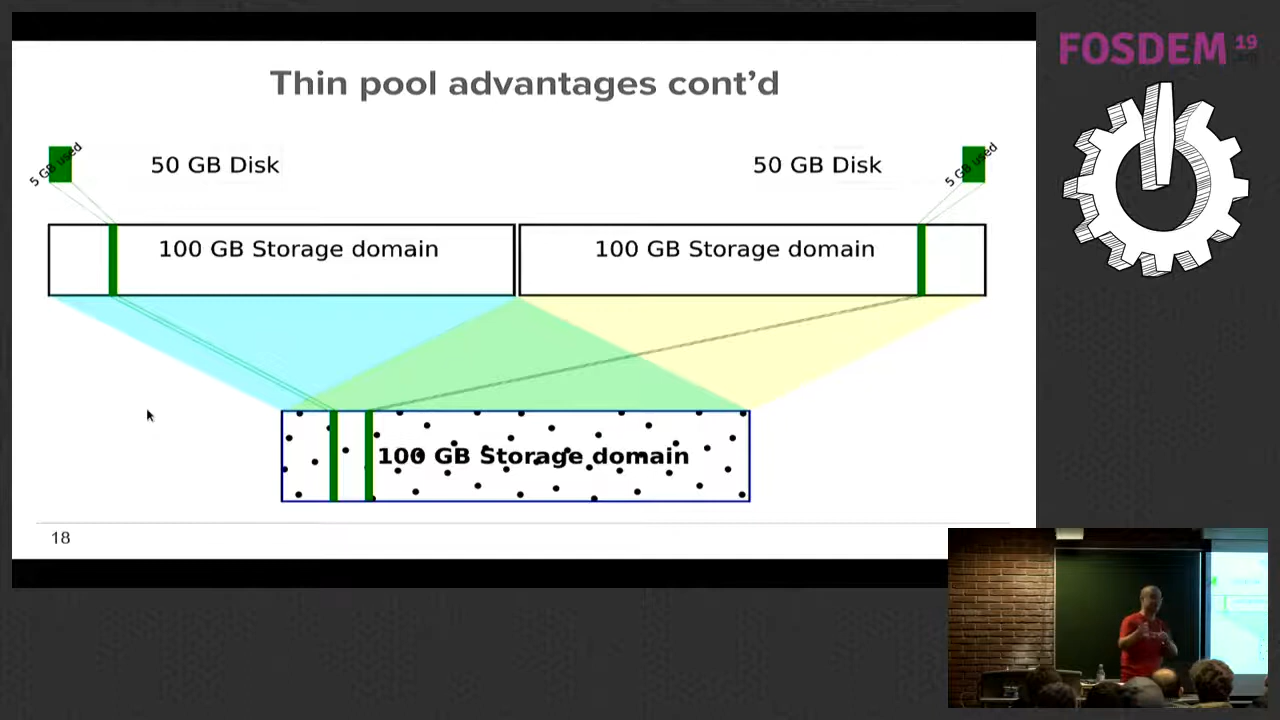 FOSDEM 19
.org
Thin pool advantages cont’d
5 GB used
50 GB Disk
50 GB Disk
5 GB used
100 GB Storage domain
100 GB Storage domain
100 GB Storage domain
18